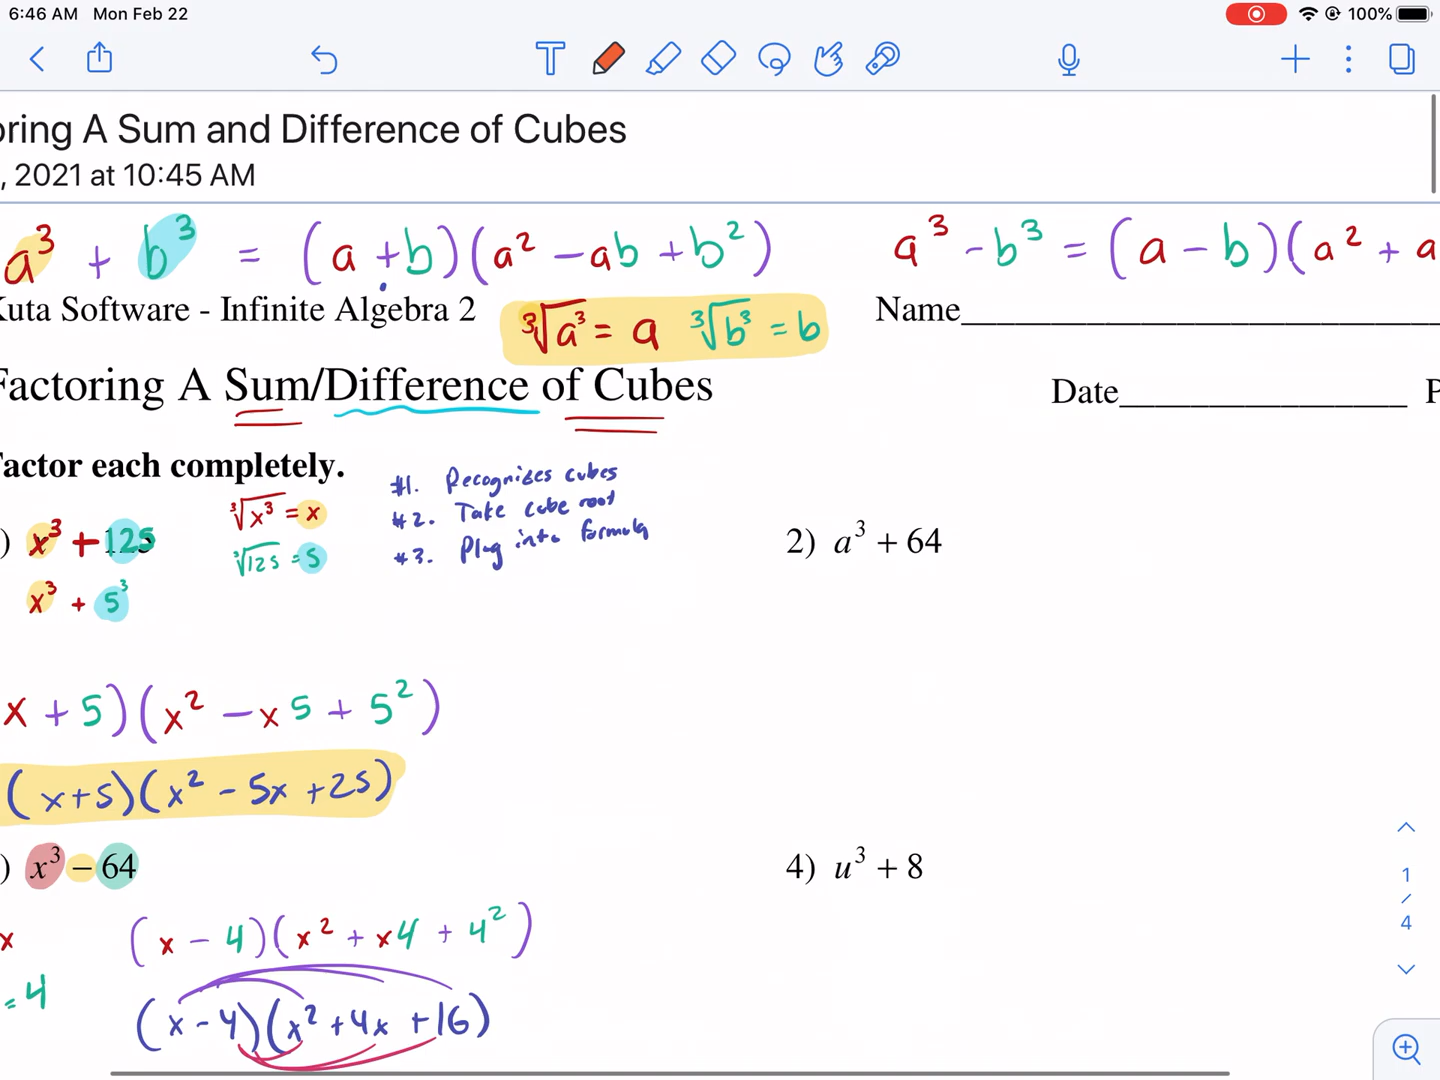 6:46 AM Mon Feb 22 100%
oring A Sum and Difference of Cubes
, 2021 at 10:45 AM
a³ + b³ = (a + b)(a² - ab + b²) a³ - b³ = (a - b)(a² + a
Kuta Software - Infinite Algebra 2 ∛a³ = a ∛b³ = b Name
Factoring A Sum/Difference of Cubes
Date P
Factor each completely.
#1. Recognizes cubes
#2. Take cube root
#3. Plug into formula
) x³ + 125 ∛x³ = x
∛125 = 5
x³ + 5³
2) a³ + 64
x + 5)(x² - x5 + 5²)
(x+5)(x² - 5x + 25)
) x³ - 64
4) u³ + 8
x (x - 4)(x² + x4 + 4²)
= 4 (x - 4)(x² + 4x + 16)
1
/
4